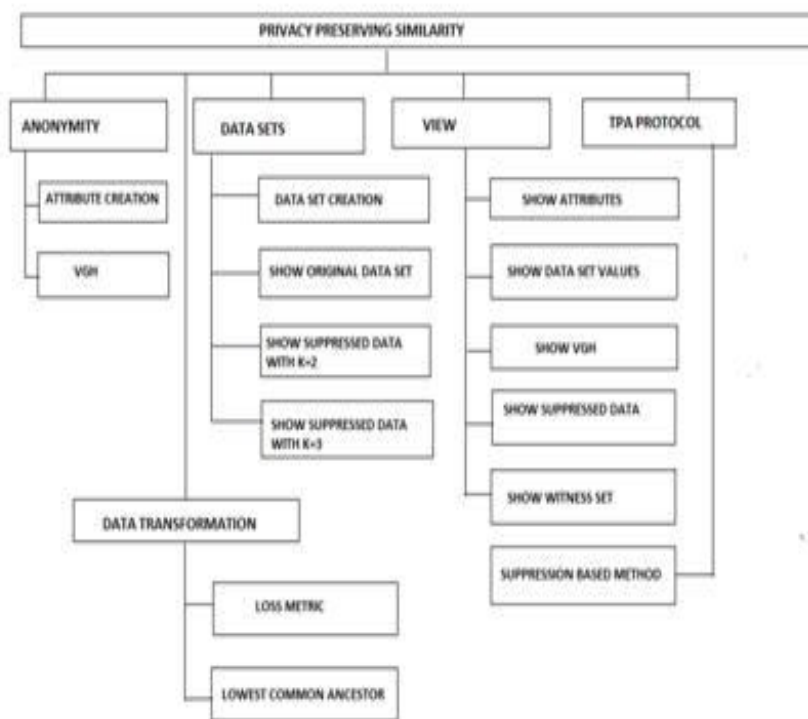 PRIVACY PRESERVING SIMILARITY
ANONYMITY
DATA SETS
VIEW
TPA PROTOCOL
ATTRIBUTE CREATION
VGH
DATA SET CREATION
SHOW ORIGINAL DATA SET
SHOW SUPPRESSED DATA
WITH K=2
SHOW SUPPRESSED DATA
WITH K=3
SHOW ATTRIBUTES
SHOW DATA SET VALUES
SHOW VGH
SHOW SUPPRESSED DATA
SHOW WITNESS SET
SUPPRESSION BASED METHOD
DATA TRANSFORMATION
LOSS METRIC
LOWEST COMMON ANCESTOR